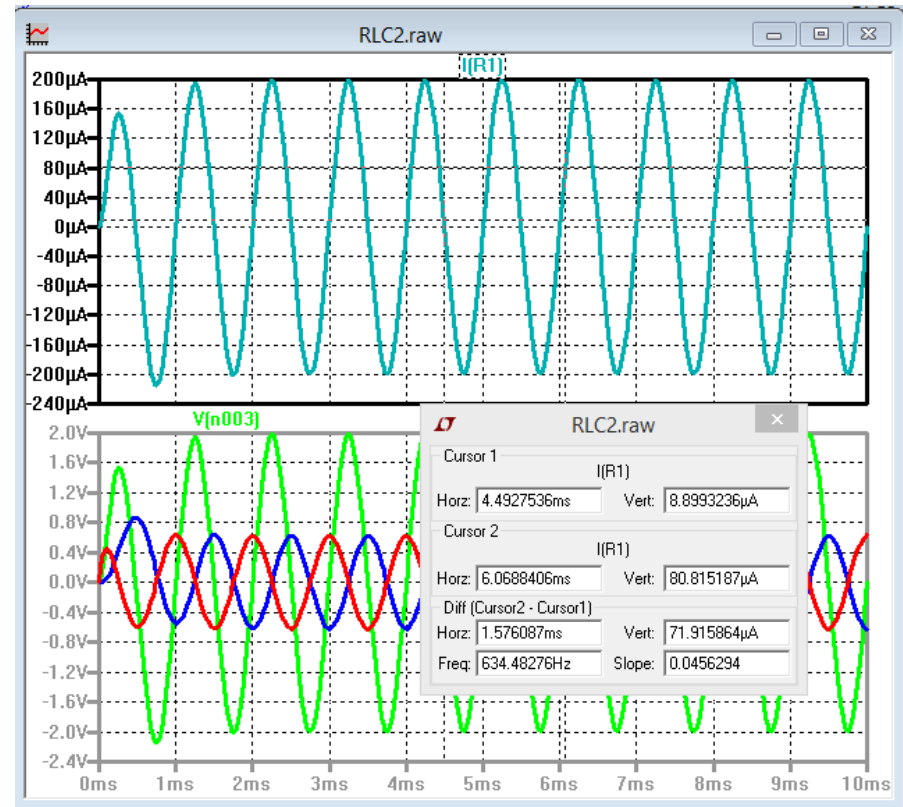 RLC2.raw
I(R1)
200µA
160µA
120µA
80µA
40µA
0µA
-40µA
-80µA
-120µA
-160µA
-200µA
-240µA
V(n003)
2.0V
1.6V
1.2V
0.8V
0.4V
0.0V
-0.4V
-0.8V
-1.2V
-1.6V
-2.0V
-2.4V
0ms 1ms 2ms 3ms 4ms 5ms 6ms 7ms 8ms 9ms 10ms
RLC2.raw
Cursor 1
I(R1)
Horz: 4.4927536ms Vert: 8.8993236µA
Cursor 2
I(R1)
Horz: 6.0688406ms Vert: 80.815187µA
Diff (Cursor2 - Cursor1)
Horz: 1.576087ms Vert: 71.915864µA
Freq: 634.48276Hz Slope: 0.0456294